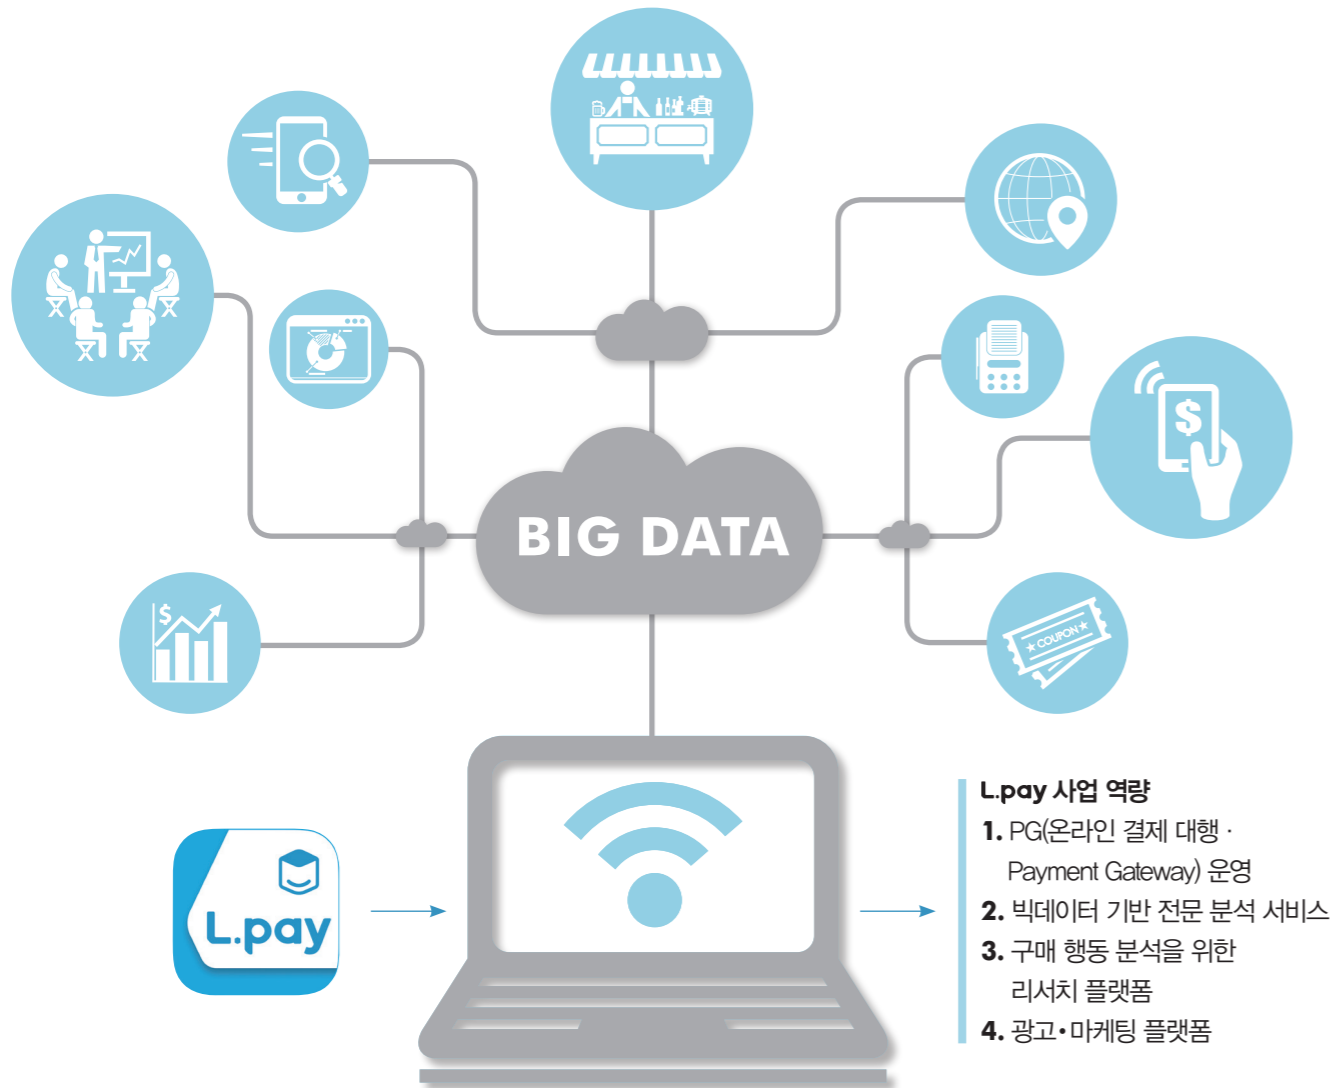 $
COUPON
$
BIG DATA
L.pay
L.pay 사업 역량
1. PG(온라인 결제 대행 ·
Payment Gateway) 운영
2. 빅데이터 기반 전문 분석 서비스
3. 구매 행동 분석을 위한
리서치 플랫폼
4. 광고•마케팅 플랫폼